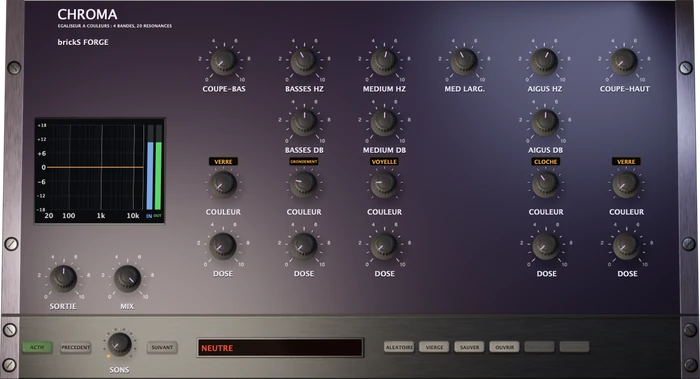 CHROMA
EGALISEUR A COULEURS : 4 BANDES, 20 RESONANCES
brickS FORGE
COUPE-BAS
BASSES HZ
MEDIUM HZ
MED LARG.
AIGUS HZ
COUPE-HAUT
BASSES DB
MEDIUM DB
AIGUS DB
VERRE
GRONDEMENT
VOYELLE
CLOCHE
VERRE
COULEUR
COULEUR
COULEUR
COULEUR
COULEUR
DOSE
DOSE
DOSE
DOSE
DOSE
+18
+12
+6
0
-6
-12
-18
20 100 1k 10k IN OUT
SORTIE
MIX
ACTIF
PRECEDENT
SONS
SUIVANT
NEUTRE
ALEATOIRE
VIERGE
SAUVER
OUVRIR